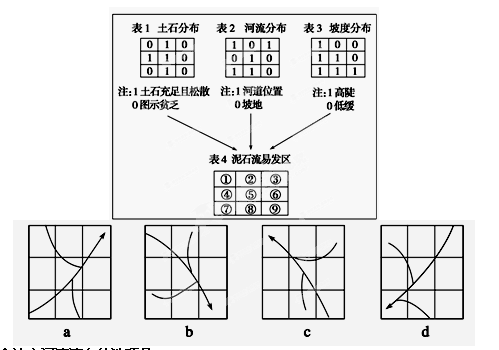 表1 土石分布 表2 河流分布 表3 坡度分布
0 1 0 1 0 1 1 0 0
1 1 0 0 1 0 1 1 0
0 1 0 1 1 0 1 1 1
注:1土石充足且松散 注:1河道位置 注:1高陡
0图示贫乏 0坡地 0低缓
表4 泥石流易发区
① ② ③
④ ⑤ ⑥
⑦ ⑧ ⑨
a b c d